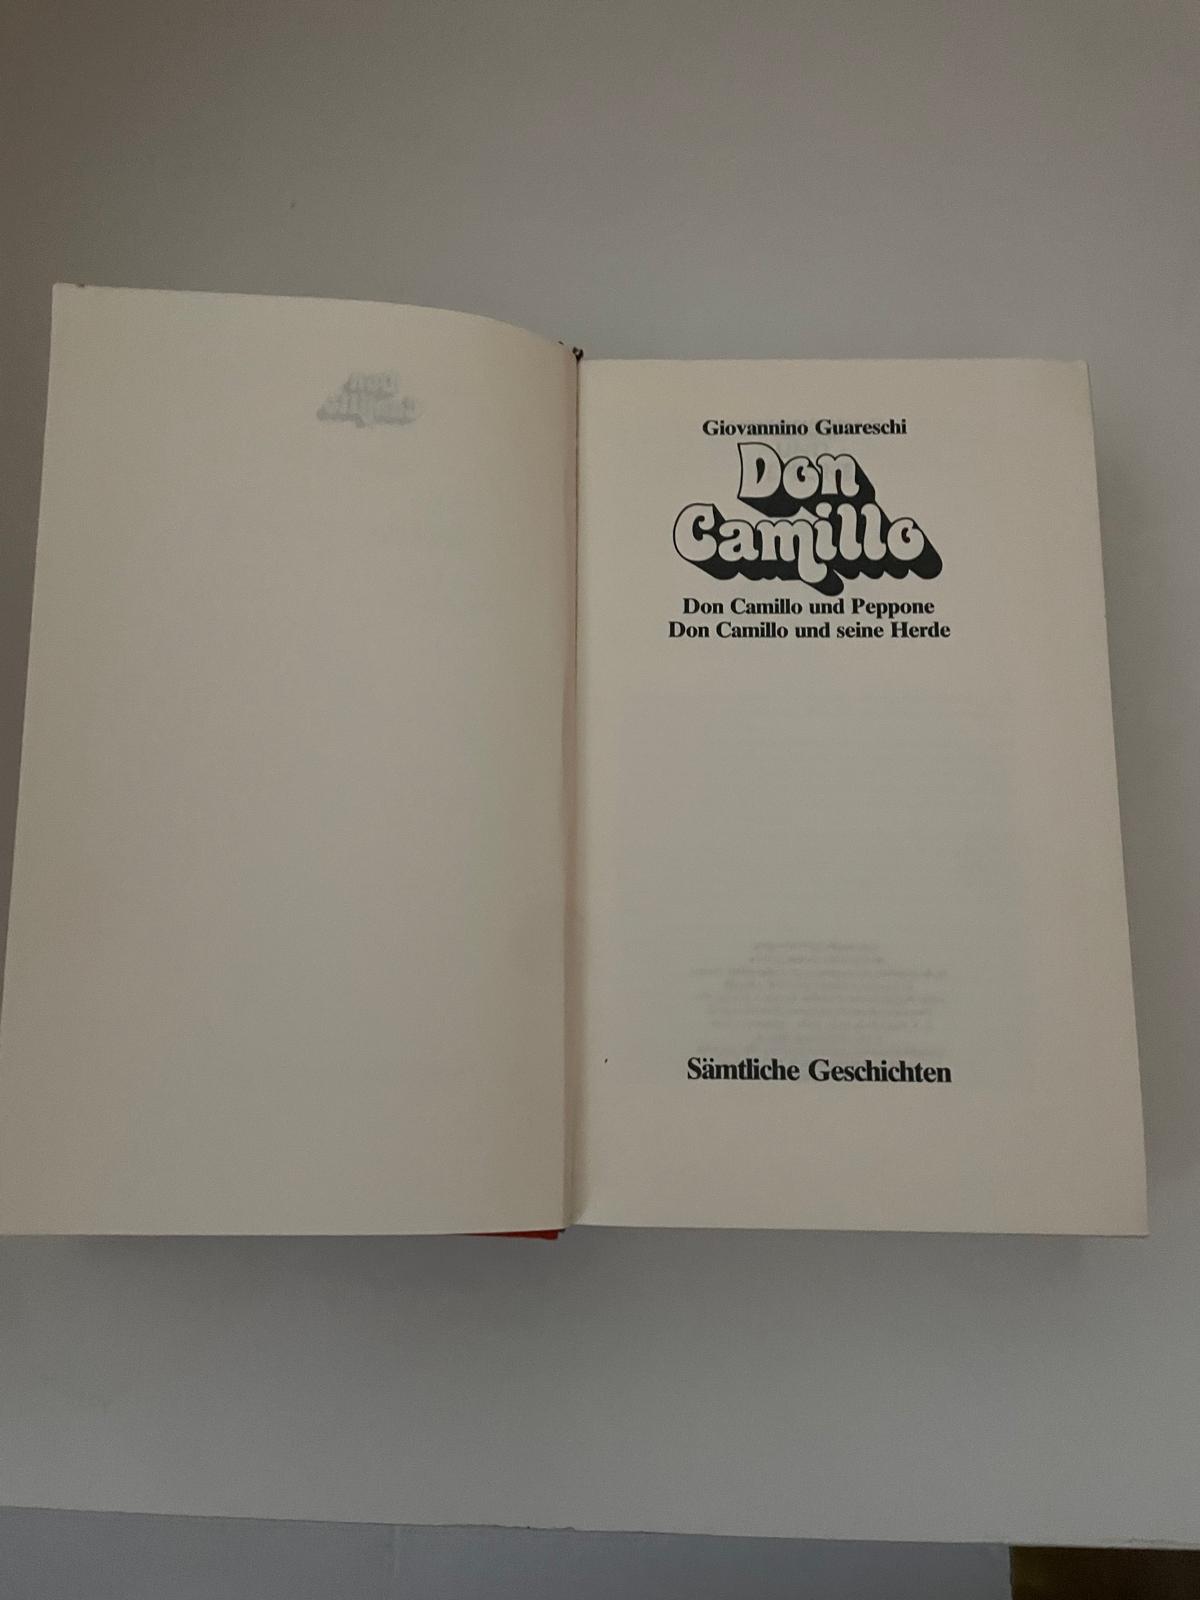 Giovannino Guareschi
Don
Camillo
Don Camillo und Peppone
Don Camillo und seine Herde
Sämtliche Geschichten